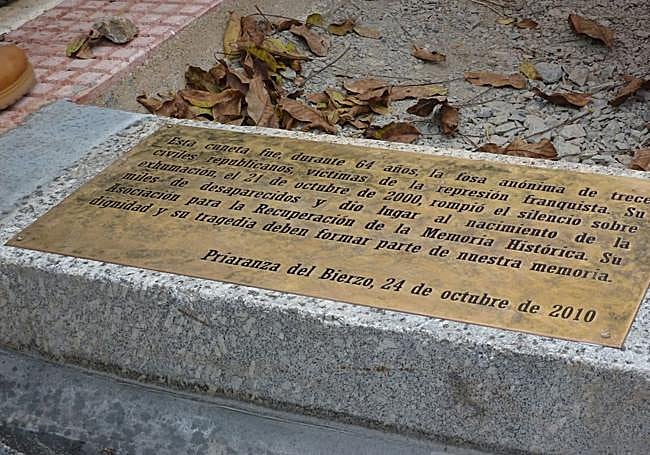 Esta cuneta fue, durante 64 años, la fosa anónima de trece
civiles republicanos, víctimas de la represión franquista. Su
exhumación, el 21 de octubre de 2000, rompió el silencio sobre
miles de desaparecidos y dio lugar al nacimiento de la
Asociación para la Recuperación de la Memoria Histórica. Su
dignidad y su tragedia deben formar parte de nuestra memoria.
Priaranza del Bierzo, 24 de octubre de 2010